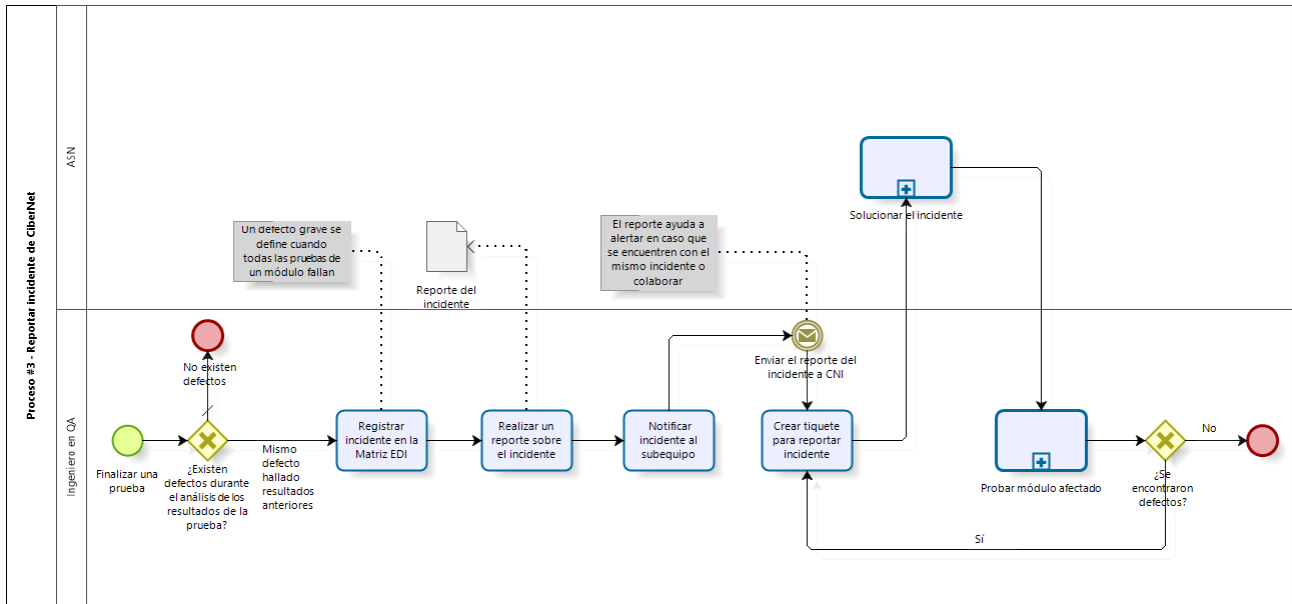 Proceso #3 - Reportar incidente de CiberNet
ASN
Ingeniero en QA
Un defecto grave se
define cuando
todas las pruebas de
un módulo fallan
Reporte del
incidente
El reporte ayuda a
alertar en caso que
se encuentren con el
mismo incidente o
colaborar
Solucionar el incidente
No existen
defectos
Enviar el reporte del
incidente a CNI
Finalizar una
prueba
¿Existen
defectos durante
el análisis de los
resultados de la
prueba?
Mismo
defecto
hallado
resultados
anteriores
Registrar
incidente en la
Matriz EDI
Realizar un
reporte sobre
el incidente
Notificar
incidente al
subequipo
Crear tiquete
para reportar
incidente
Probar módulo afectado
¿Se
encontraron
defectos?
No
Sí